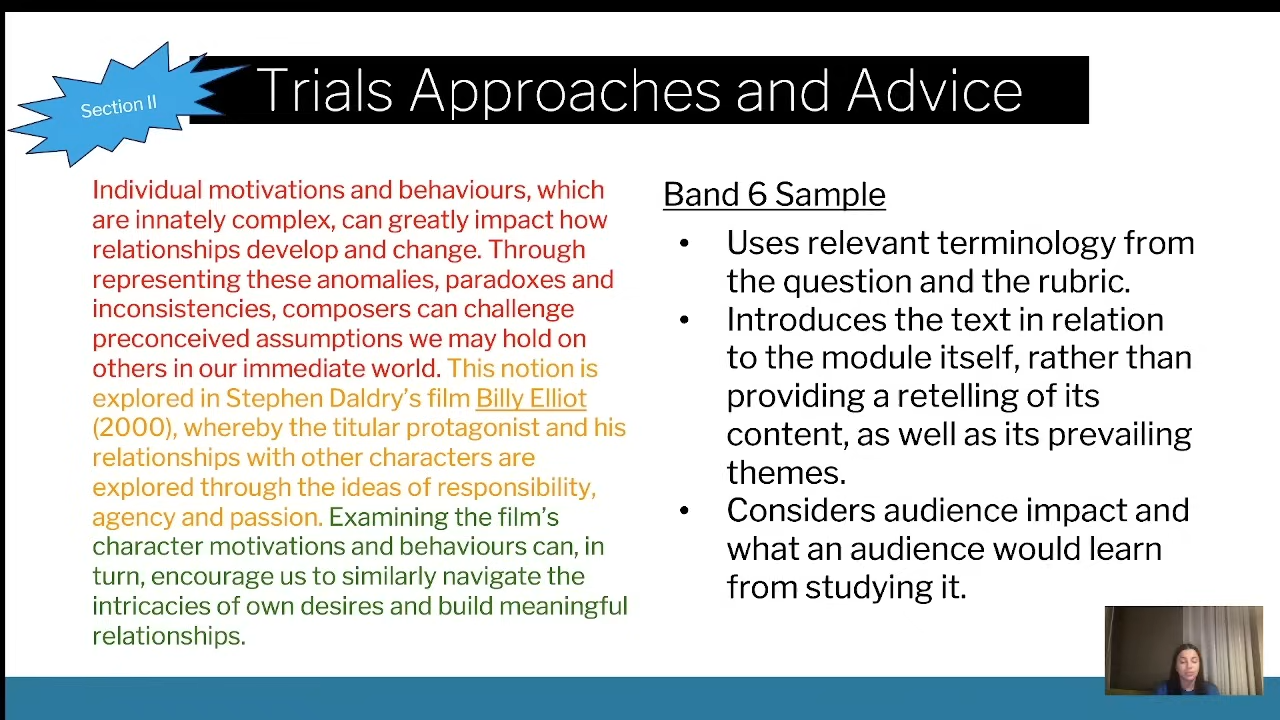 Section II
Trials Approaches and Advice
Individual motivations and behaviours, which
are innately complex, can greatly impact how
relationships develop and change. Through
representing these anomalies, paradoxes and
inconsistencies, composers can challenge
preconceived assumptions we may hold on
others in our immediate world. This notion is
explored in Stephen Daldry’s film Billy Elliot
(2000), whereby the titular protagonist and his
relationships with other characters are
explored through the ideas of responsibility,
agency and passion. Examining the film’s
character motivations and behaviours can, in
turn, encourage us to similarly navigate the
intricacies of own desires and build meaningful
relationships.
Band 6 Sample
• Uses relevant terminology from
the question and the rubric.
• Introduces the text in relation
to the module itself, rather than
providing a retelling of its
content, as well as its prevailing
themes.
• Considers audience impact and
what an audience would learn
from studying it.